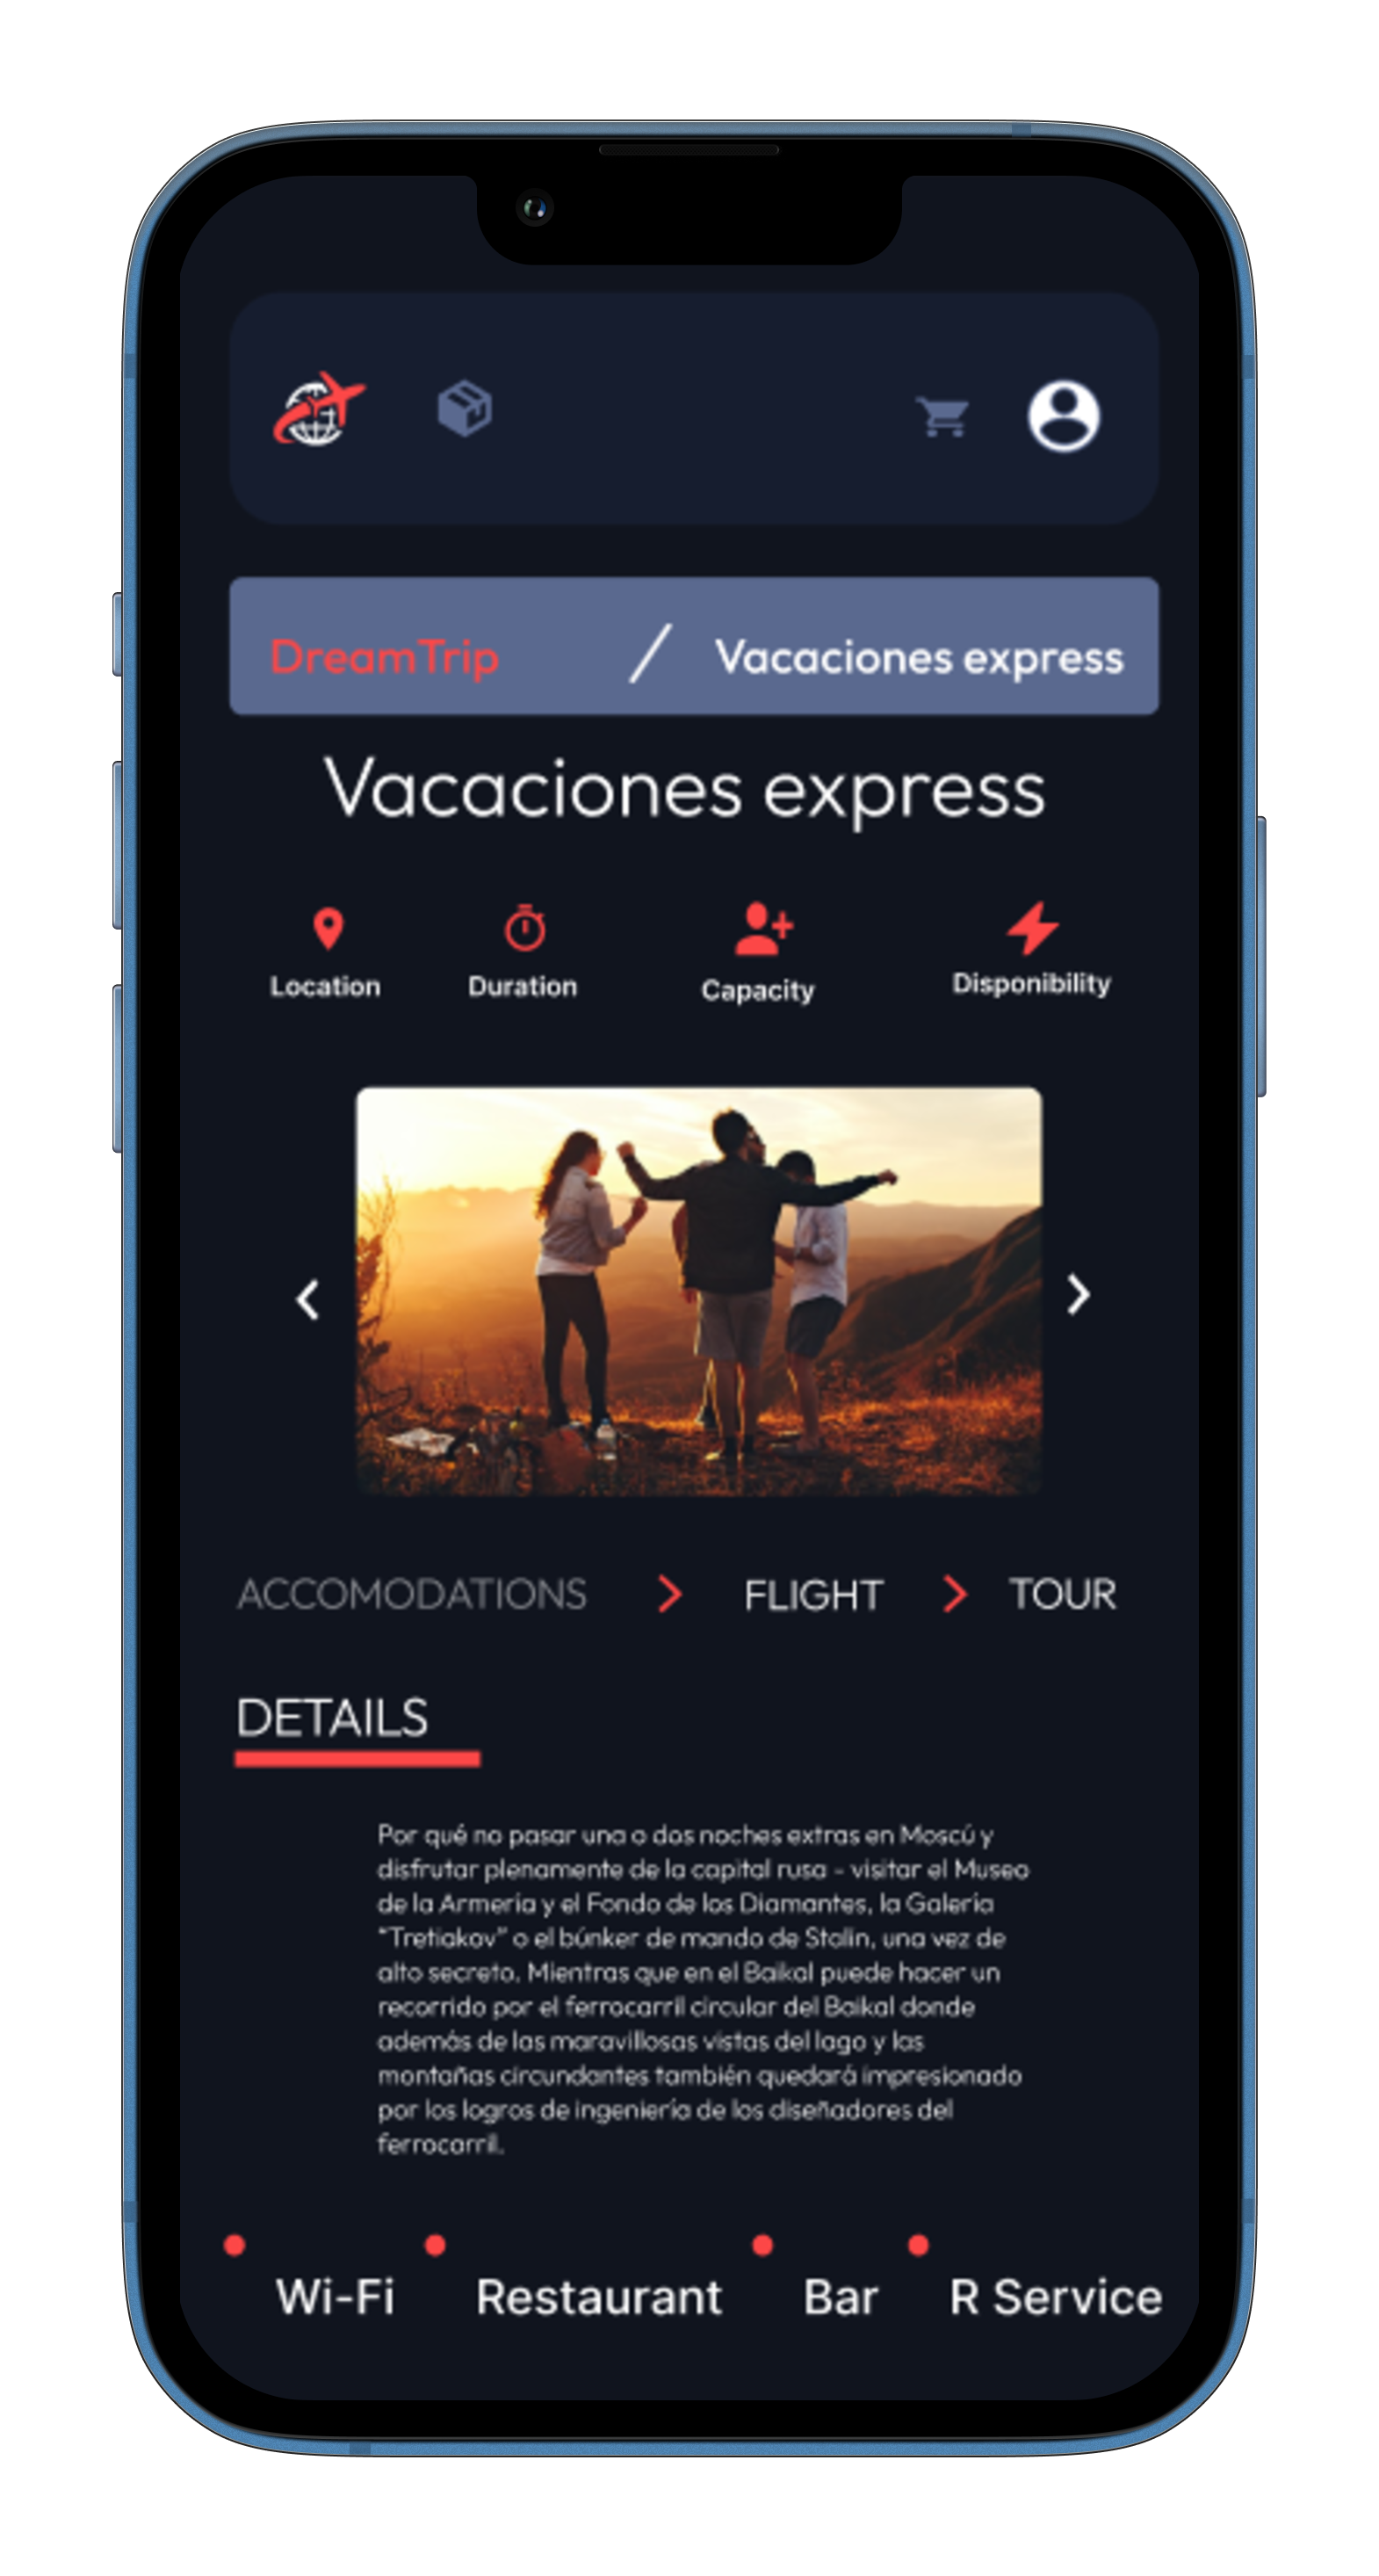 DreamTrip / Vacaciones express
Vacaciones express
Location Duration Capacity Disponibility
ACCOMODATIONS > FLIGHT > TOUR
DETAILS
Por qué no pasar una o dos noches extras en Moscú y
disfrutar plenamente de la capital rusa - visitar el Museo
de la Armería y el Fondo de los Diamantes, la Galería
"Tretiakov" o el búnker de mando de Stalin, una vez de
alto secreto. Mientras que en el Baikal puede hacer un
recorrido por el ferrocarril circular del Baikal donde
además de las maravillosas vistas del lago y las
montañas circundantes también quedará impresionado
por los logros de ingeniería de los diseñadores del
ferrocarril.
Wi-Fi Restaurant Bar R Service